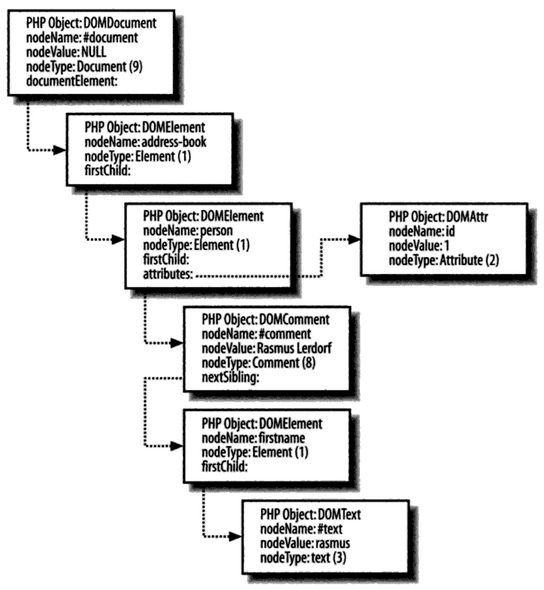 PHP Object: DOMDocument
nodeName: #document
nodeValue: NULL
nodeType: Document (9)
documentElement:
PHP Object: DOMElement
nodeName: address-book
nodeType: Element (1)
firstChild:
PHP Object: DOMElement
nodeName: person
nodeType: Element (1)
firstChild:
attributes:
PHP Object: DOMAttr
nodeName: id
nodeValue: 1
nodeType: Attribute (2)
PHP Object: DOMComment
nodeName: #comment
nodeValue: Rasmus Lerdorf
nodeType: Comment (8)
nextSibling:
PHP Object: DOMElement
nodeName: firstname
nodeType: Element (1)
firstChild:
PHP Object: DOMText
nodeName: #text
nodeValue: rasmus
nodeType: text (3)